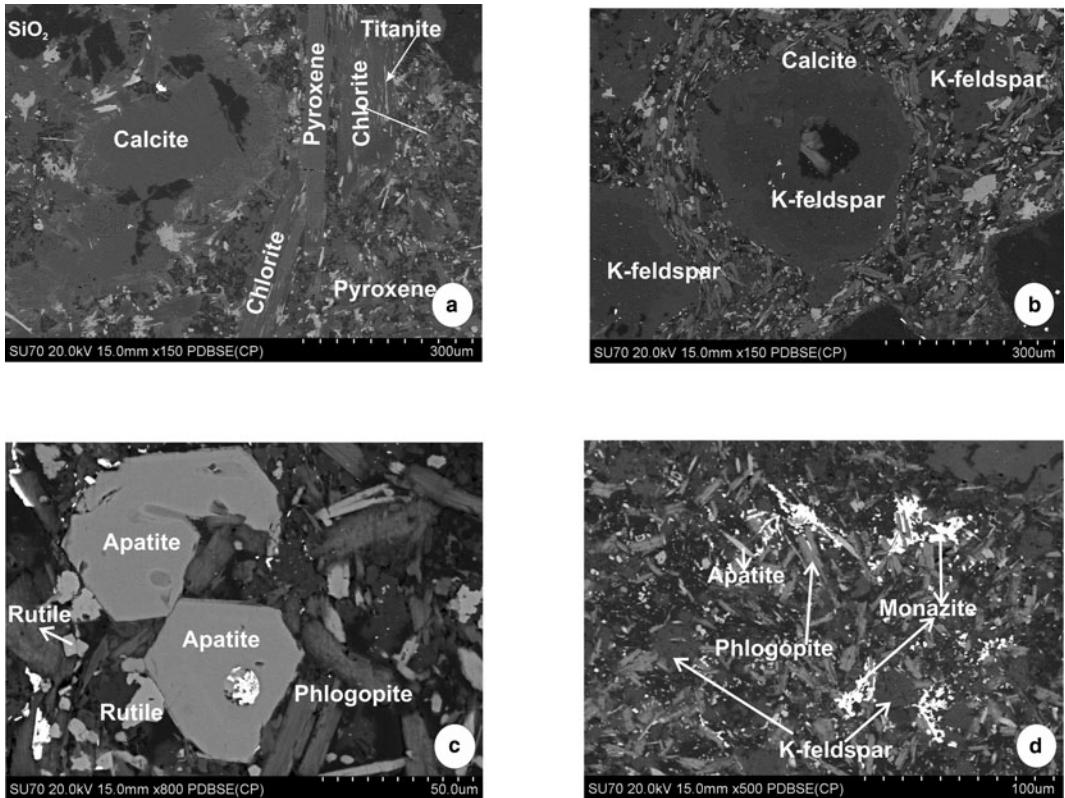 SiO₂
Titanite
Pyroxene
Chlorite
Calcite
Chlorite
Pyroxene
a
SU70 20.0kV 15.0mm x150 PDBSE(CP)
300um
Calcite
K-feldspar
K-feldspar
K-feldspar
b
SU70 20.0kV 15.0mm x150 PDBSE(CP)
300um
Apatite
Rutile
Apatite
Phlogopite
Rutile
c
SU70 20.0kV 15.0mm x800 PDBSE(CP)
50.0um
Apatite
Monazite
Phlogopite
K-feldspar
d
SU70 20.0kV 15.0mm x500 PDBSE(CP)
100um